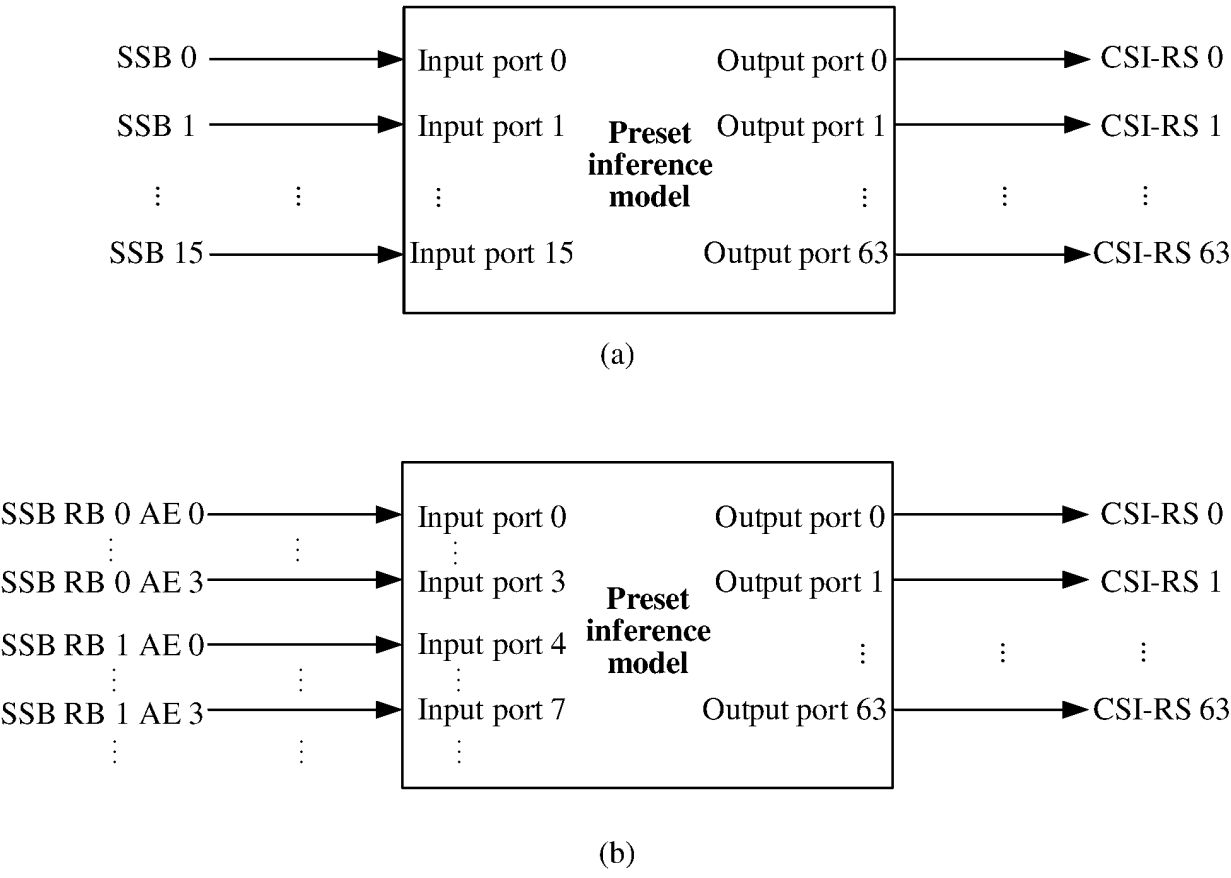 SSB 0 Input port 0 Output port 0 CSI-RS 0
SSB 1 Input port 1 Output port 1 CSI-RS 1
Preset
inference
model
⋮ ⋮ ⋮ ⋮ ⋮ ⋮
SSB 15 Input port 15 Output port 63 CSI-RS 63
(a)
SSB RB 0 AE 0 Input port 0 Output port 0 CSI-RS 0
⋮ ⋮ ⋮
SSB RB 0 AE 3 Input port 3 Output port 1 CSI-RS 1
Preset
inference
model
SSB RB 1 AE 0 Input port 4 ⋮ ⋮ ⋮
⋮ ⋮ ⋮
SSB RB 1 AE 3 Input port 7 Output port 63 CSI-RS 63
⋮ ⋮ ⋮
(b)